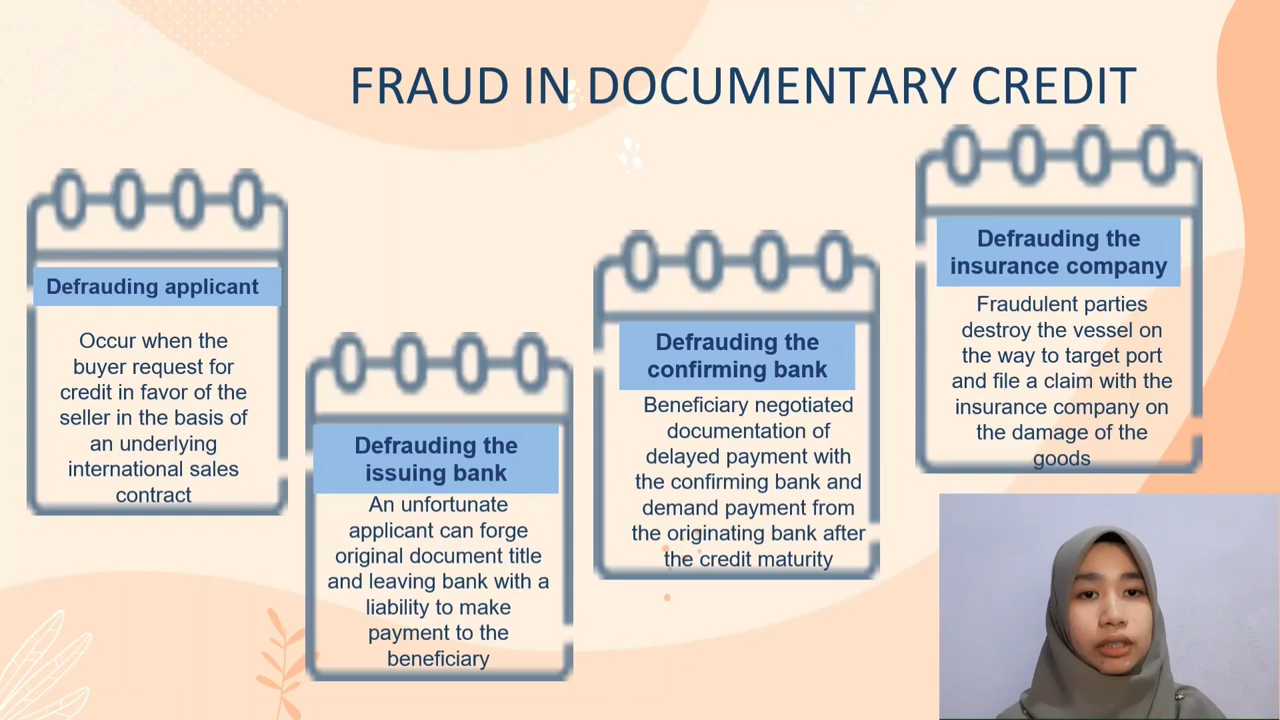 FRAUD IN DOCUMENTARY CREDIT
Defrauding applicant
Occur when the
buyer request for
credit in favor of the
seller in the basis of
an underlying
international sales
contract
Defrauding the
issuing bank
An unfortunate
applicant can forge
original document title
and leaving bank with a
liability to make
payment to the
beneficiary
Defrauding the
confirming bank
Beneficiary negotiated
documentation of
delayed payment with
the confirming bank and
demand payment from
the originating bank after
the credit maturity
Defrauding the
insurance company
Fraudulent parties
destroy the vessel on
the way to target port
and file a claim with the
insurance company on
the damage of the
goods